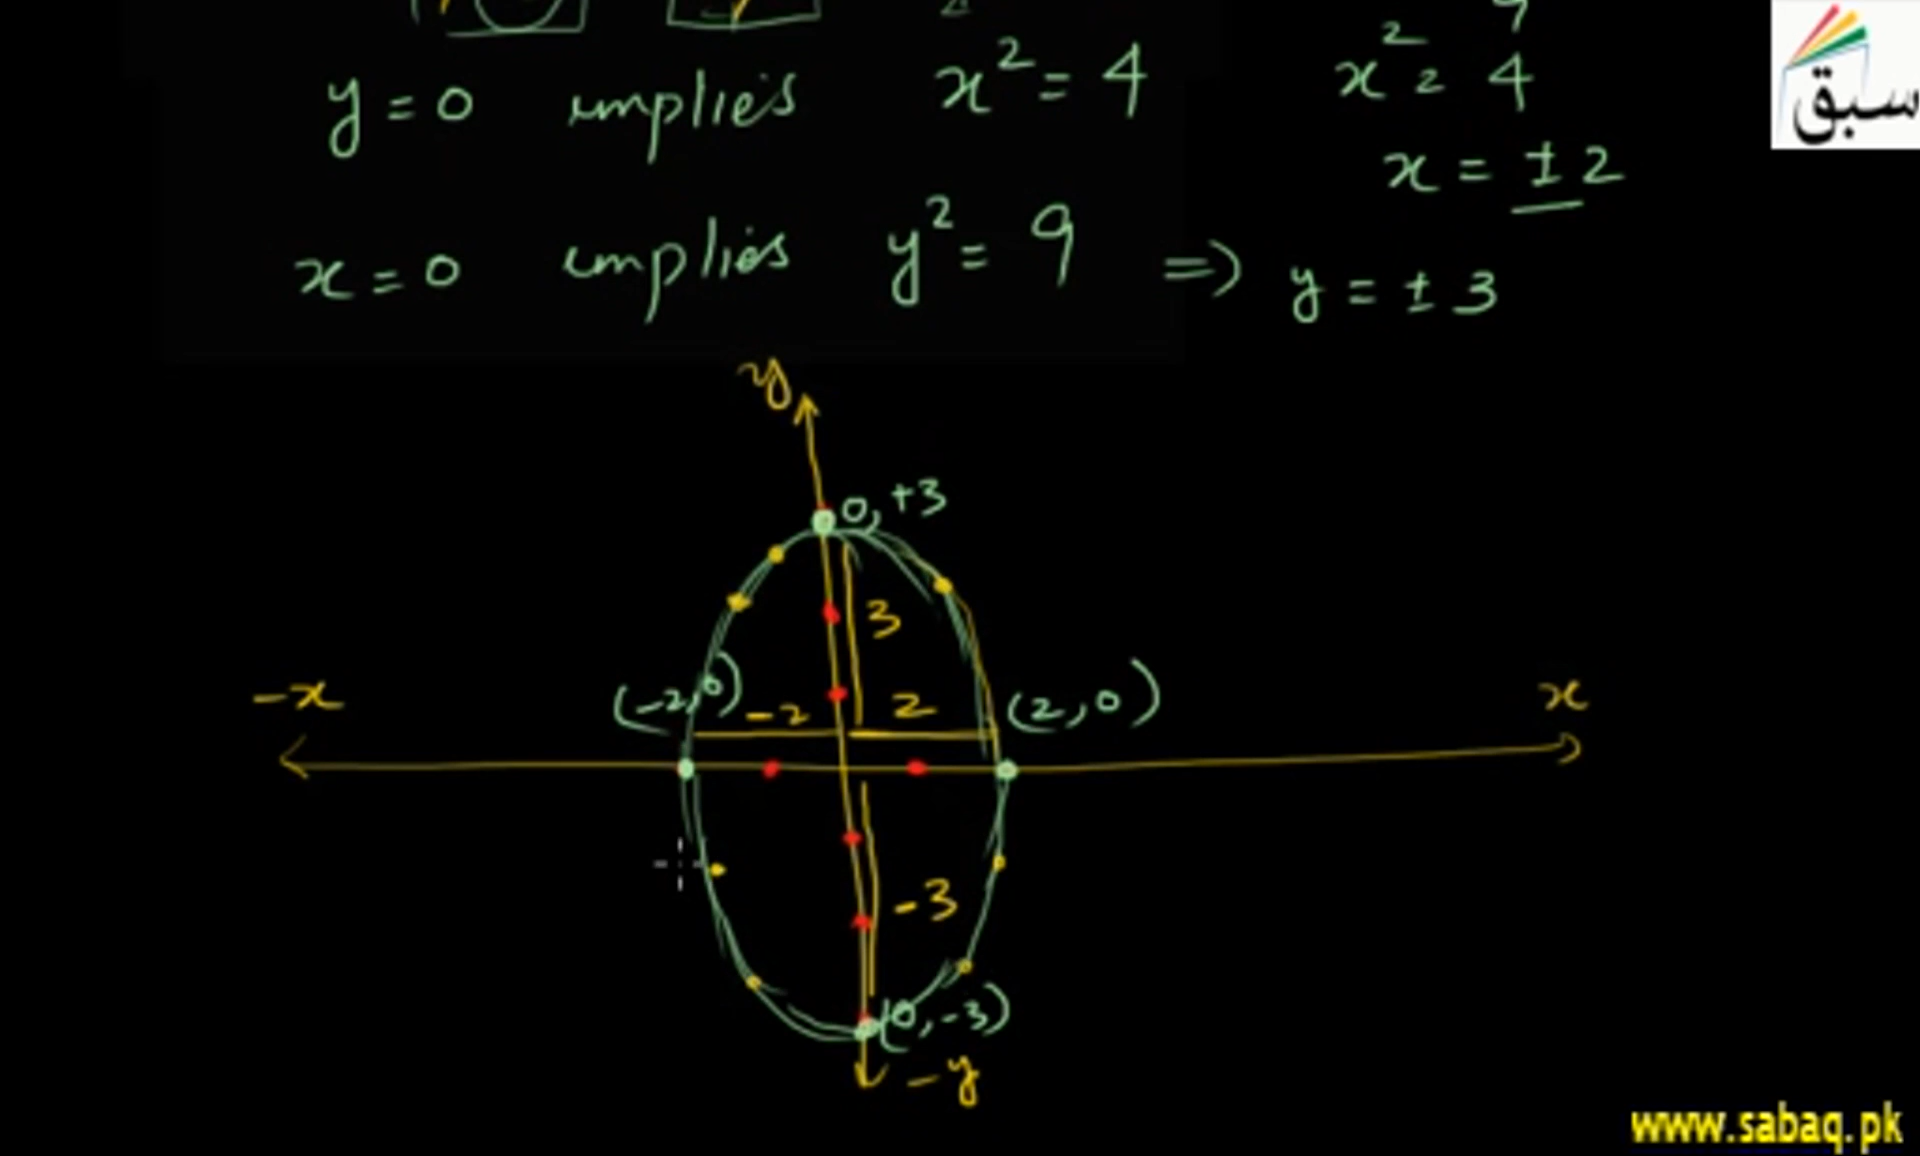 y = 0 implies x² = 4
x² = 4
x = ±2
x = 0 implies y² = 9 => y = ±3
سبق
y
0, +3
3
-x
(-2,0)
-2
2
(2,0)
x
-3
(0,-3)
-y
www.sabaq.pk